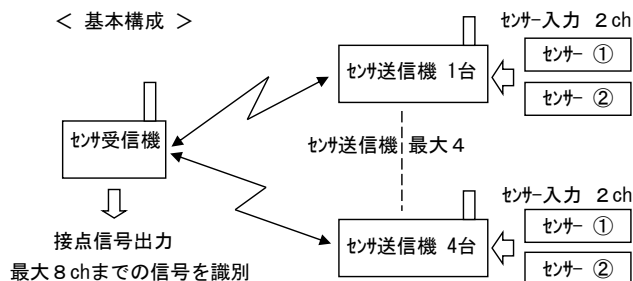 < 基本構成 >
センサー入力 2ch
センサー ①
ｾﾝｻ送信機 1台
センサー ②
ｾﾝｻ受信機
ｾﾝｻ送信機 最大4
センサー入力 2ch
センサー ①
ｾﾝｻ送信機 4台
接点信号出力
センサー ②
最大8chまでの信号を識別